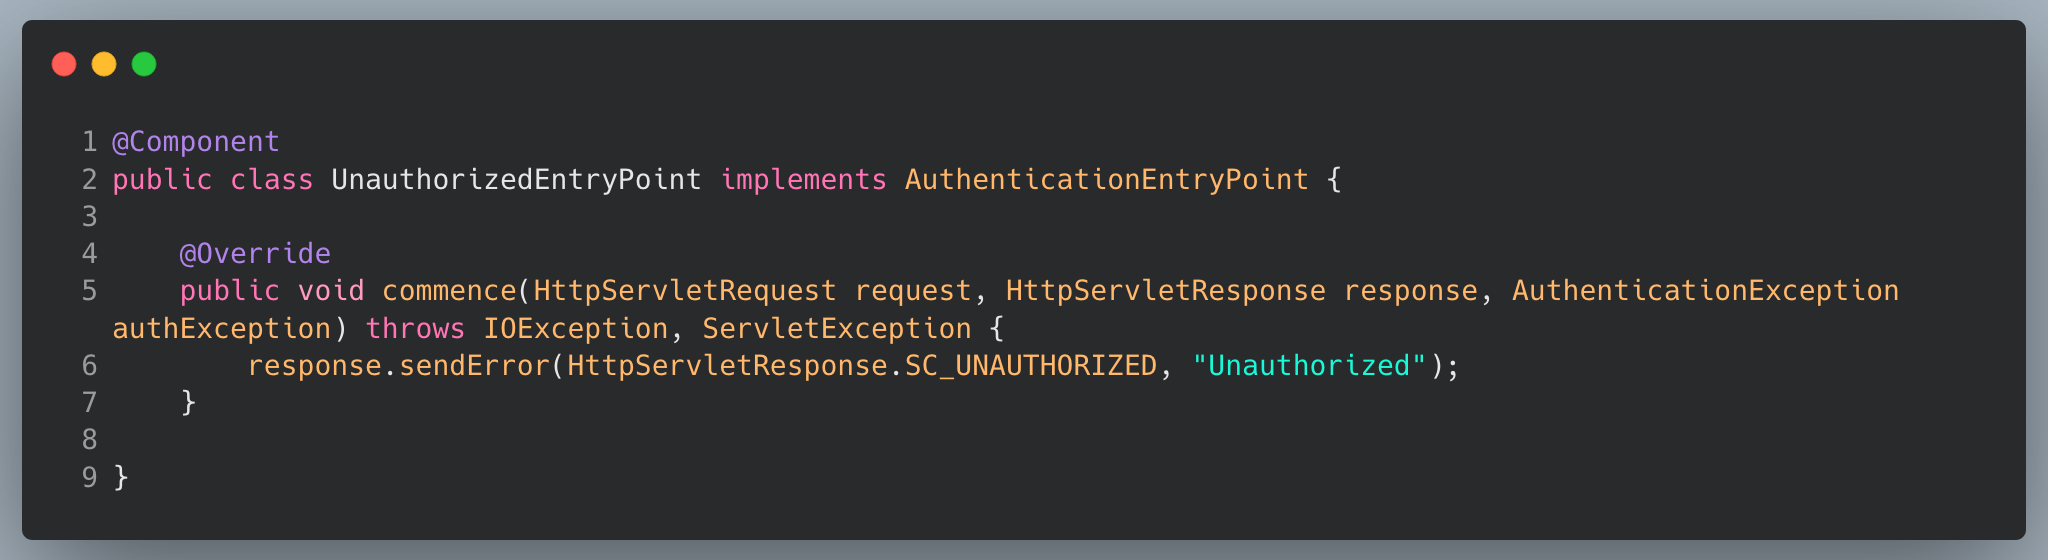 1 @Component
2 public class UnauthorizedEntryPoint implements AuthenticationEntryPoint {
3
4     @Override
5     public void commence(HttpServletRequest request, HttpServletResponse response, AuthenticationException
authException) throws IOException, ServletException {
6         response.sendError(HttpServletResponse.SC_UNAUTHORIZED, "Unauthorized");
7     }
8
9 }